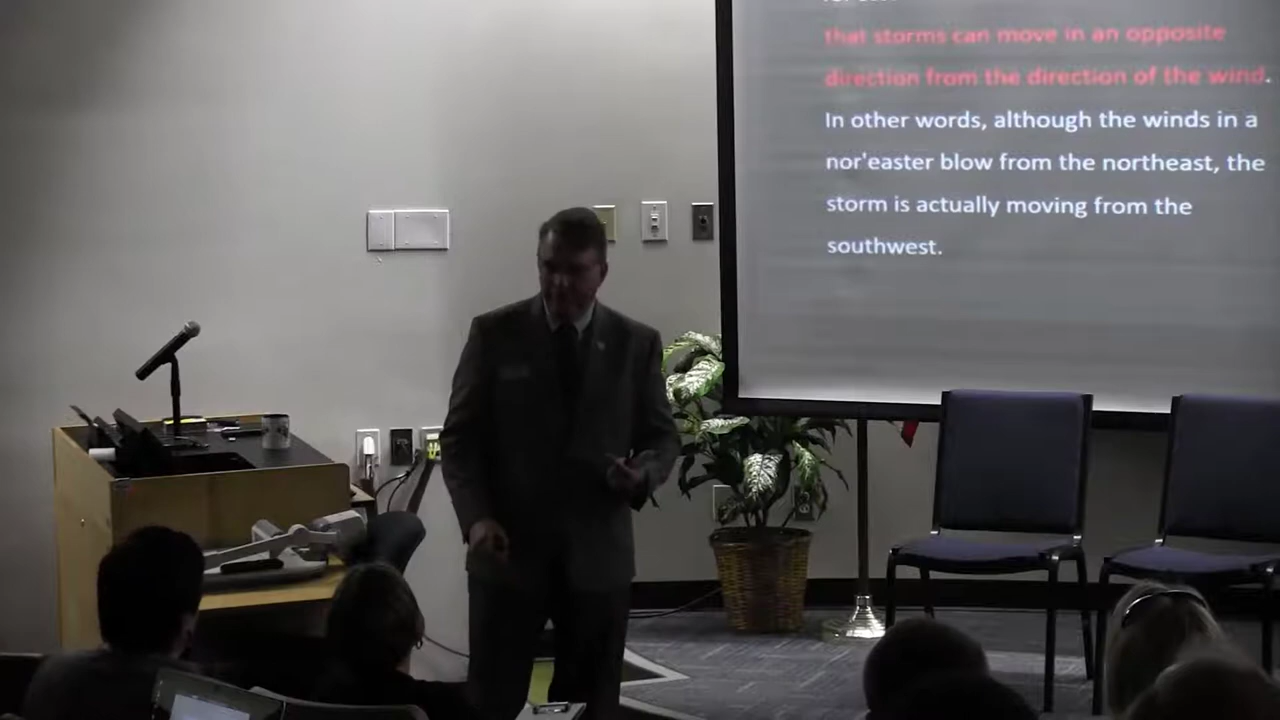 that storms can move in an opposite
direction from the direction of the wind.
In other words, although the winds in a
nor'easter blow from the northeast, the
storm is actually moving from the
southwest.